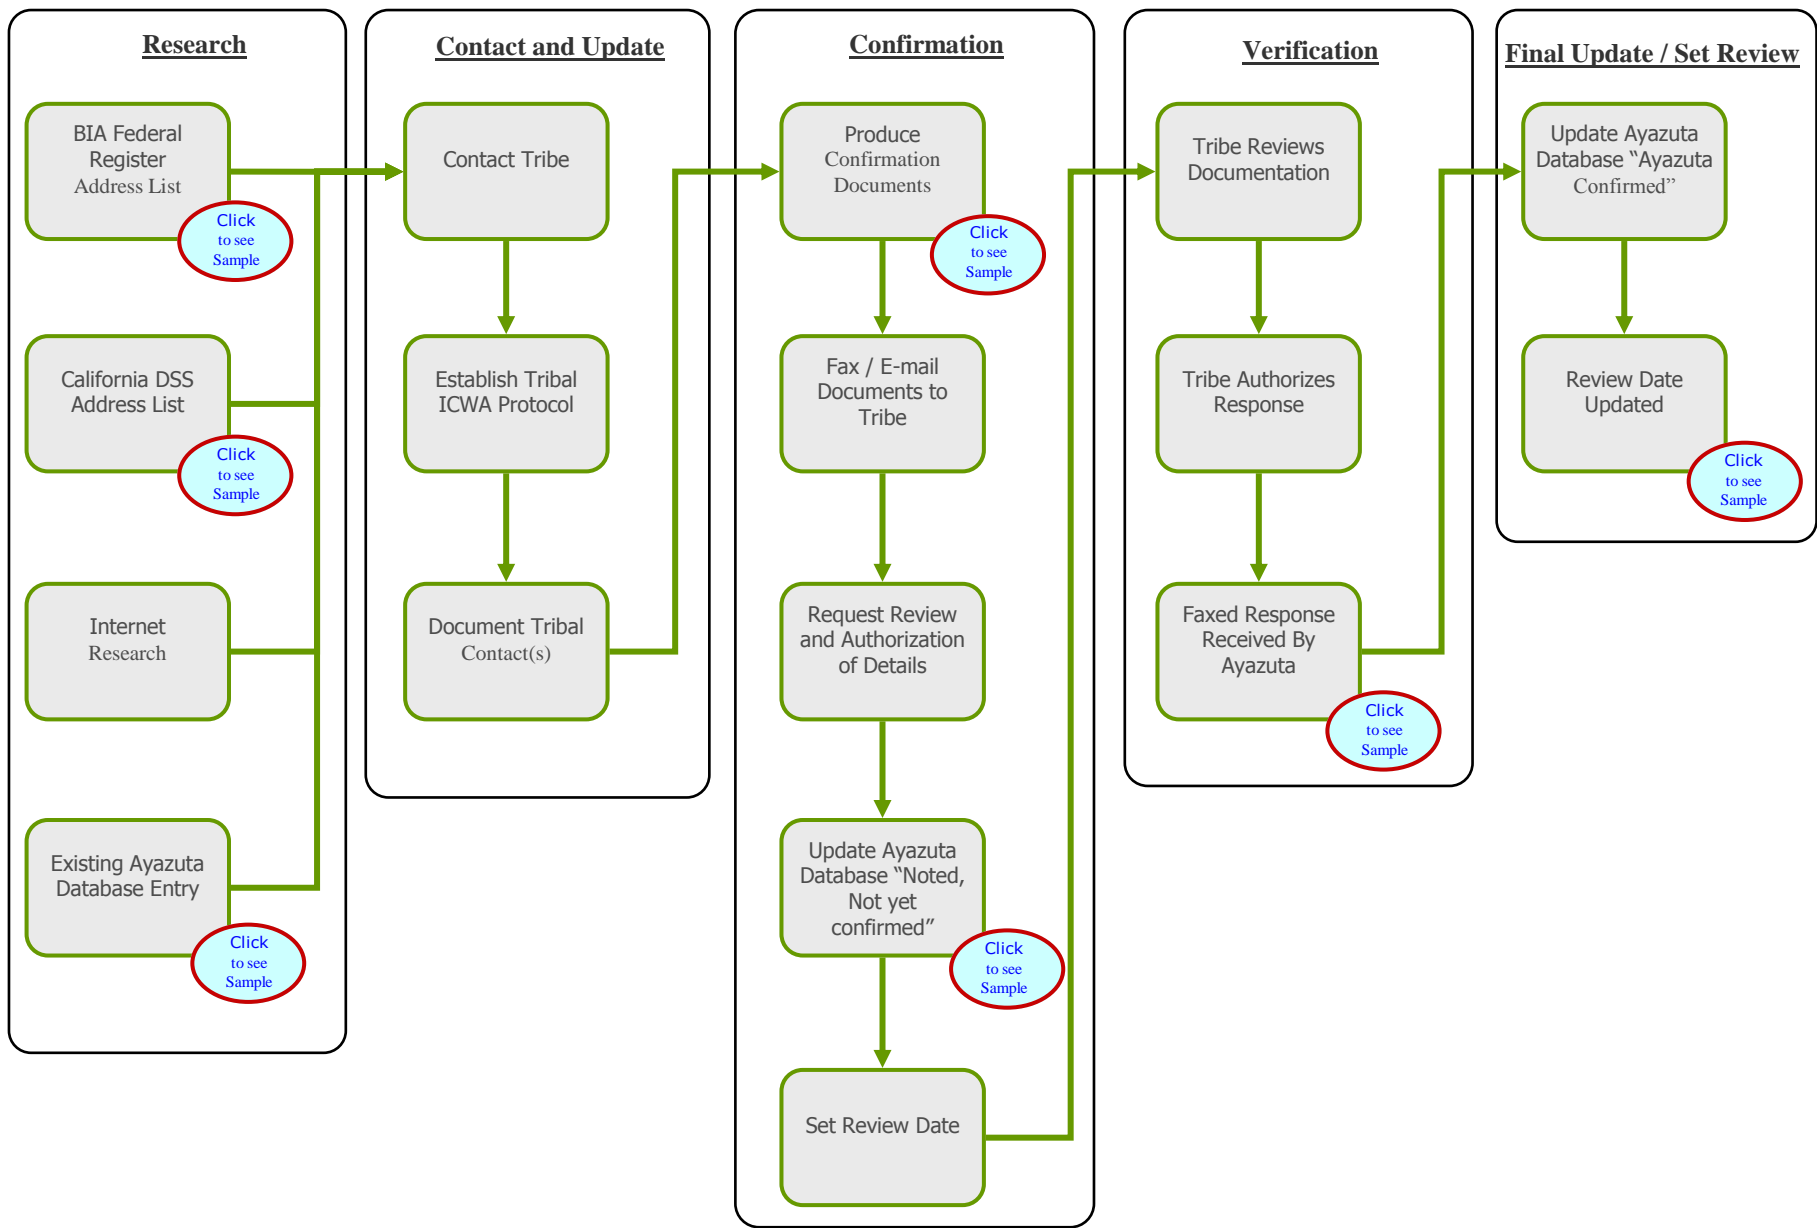 Research
BIA Federal
Register
Address List
Click
to see
Sample
California DSS
Address List
Click
to see
Sample
Internet
Research
Existing Ayazuta
Database Entry
Click
to see
Sample
Contact and Update
Contact Tribe
Establish Tribal
ICWA Protocol
Document Tribal
Contact(s)
Confirmation
Produce
Confirmation
Documents
Click
to see
Sample
Fax / E-mail
Documents to
Tribe
Request Review
and Authorization
of Details
Update Ayazuta
Database “Noted,
Not yet
confirmed”
Click
to see
Sample
Set Review Date
Verification
Tribe Reviews
Documentation
Tribe Authorizes
Response
Faxed Response
Received By
Ayazuta
Click
to see
Sample
Final Update / Set Review
Update Ayazuta
Database “Ayazuta
Confirmed”
Review Date
Updated
Click
to see
Sample